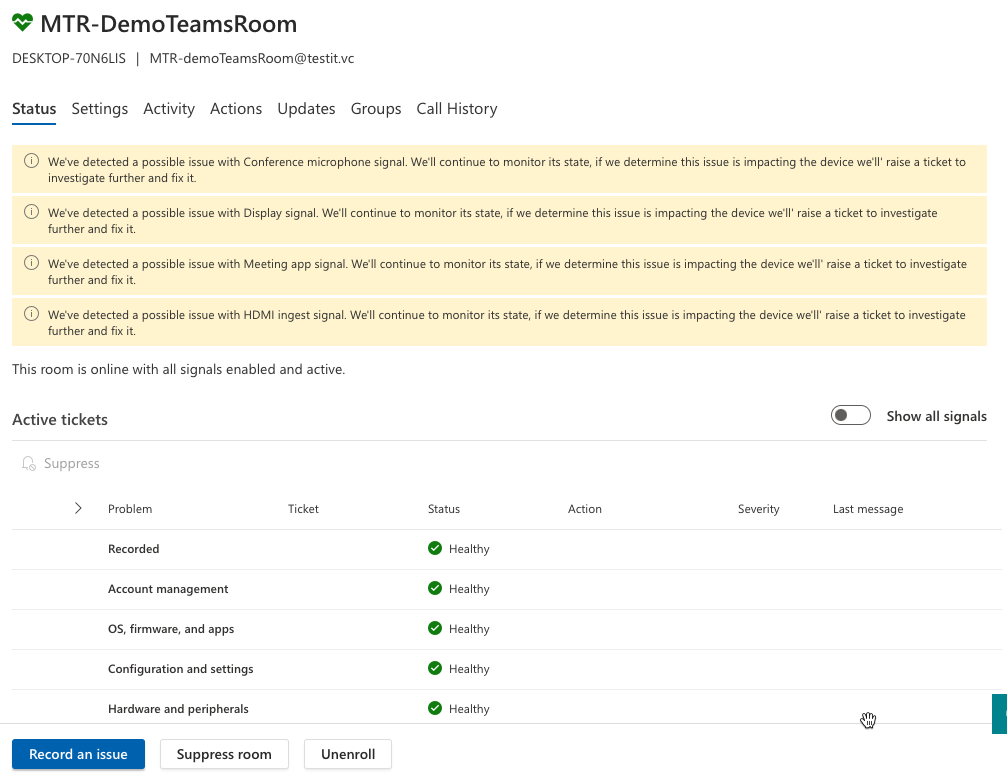 MTR-DemoTeamsRoom
DESKTOP-70N6LIS | MTR-demoTeamsRoom@testit.vc
Status Settings Activity Actions Updates Groups Call History
We've detected a possible issue with Conference microphone signal. We'll continue to monitor its state, if we determine this issue is impacting the device we'll' raise a ticket to
investigate further and fix it.
We've detected a possible issue with Display signal. We'll continue to monitor its state, if we determine this issue is impacting the device we'll' raise a ticket to investigate
further and fix it.
We've detected a possible issue with Meeting app signal. We'll continue to monitor its state, if we determine this issue is impacting the device we'll' raise a ticket to investigate
further and fix it.
We've detected a possible issue with HDMI ingest signal. We'll continue to monitor its state, if we determine this issue is impacting the device we'll' raise a ticket to investigate
further and fix it.
This room is online with all signals enabled and active.
Active tickets Show all signals
Suppress
Problem Ticket Status Action Severity Last message
Recorded Healthy
Account management Healthy
OS, firmware, and apps Healthy
Configuration and settings Healthy
Hardware and peripherals Healthy
Record an issue Suppress room Unenroll